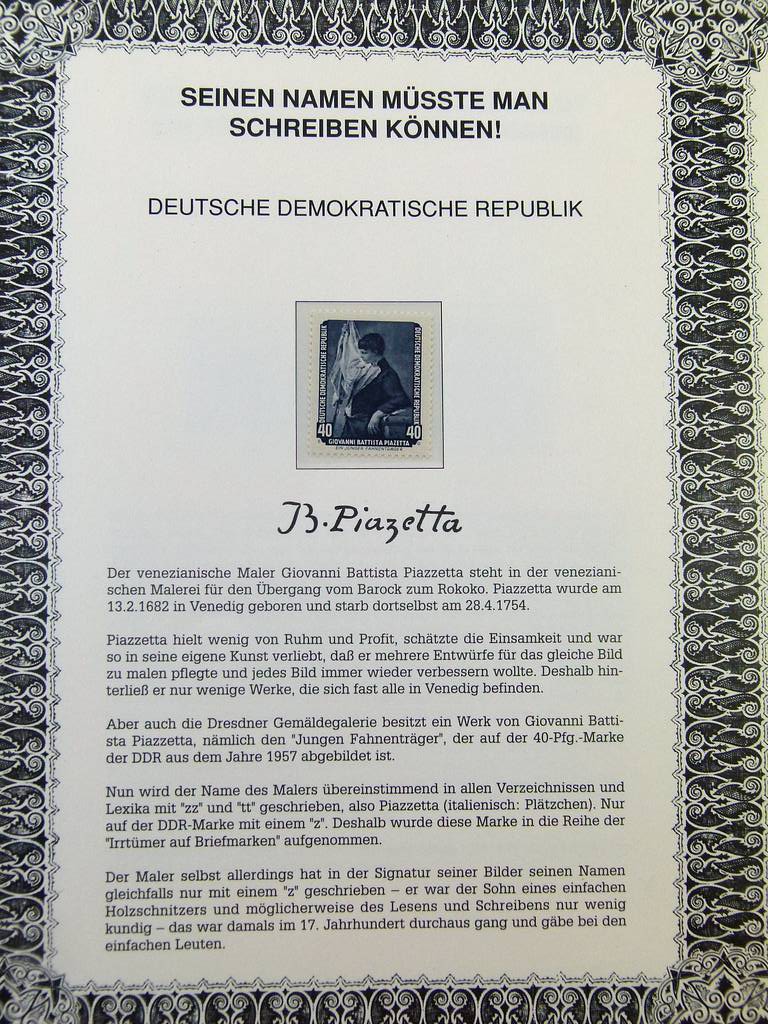 SEINEN NAMEN MÜSSTE MAN
SCHREIBEN KÖNNEN!
DEUTSCHE DEMOKRATISCHE REPUBLIK
DEUTSCHE DEMOKRATISCHE REPUBLIK
DEUTSCHE DEMOKRATISCHE REPUBLIK
40
40
GIOVANNI BATTISTA PIAZETTA
EIN JUNGER FAHNENTRÄGER
B. Piazetta
Der venezianische Maler Giovanni Battista Piazzetta steht in der veneziani-
schen Malerei für den Übergang vom Barock zum Rokoko. Piazzetta wurde am
13.2.1682 in Venedig geboren und starb dortselbst am 28.4.1754.
Piazzetta hielt wenig von Ruhm und Profit, schätzte die Einsamkeit und war
so in seine eigene Kunst verliebt, daß er mehrere Entwürfe für das gleiche Bild
zu malen pflegte und jedes Bild immer wieder verbessern wollte. Deshalb hin-
terließ er nur wenige Werke, die sich fast alle in Venedig befinden.
Aber auch die Dresdner Gemäldegalerie besitzt ein Werk von Giovanni Batti-
sta Piazzetta, nämlich den "Jungen Fahnenträger", der auf der 40-Pfg.-Marke
der DDR aus dem Jahre 1957 abgebildet ist.
Nun wird der Name des Malers übereinstimmend in allen Verzeichnissen und
Lexika mit "zz" und "tt" geschrieben, also Piazzetta (italienisch: Plätzchen). Nur
auf der DDR-Marke mit einem "z". Deshalb wurde diese Marke in die Reihe der
"Irrtümer auf Briefmarken" aufgenommen.
Der Maler selbst allerdings hat in der Signatur seiner Bilder seinen Namen
gleichfalls nur mit einem "z" geschrieben – er war der Sohn eines einfachen
Holzschnitzers und möglicherweise des Lesens und Schreibens nur wenig
kundig – das war damals im 17. Jahrhundert durchaus gang und gäbe bei den
einfachen Leuten.